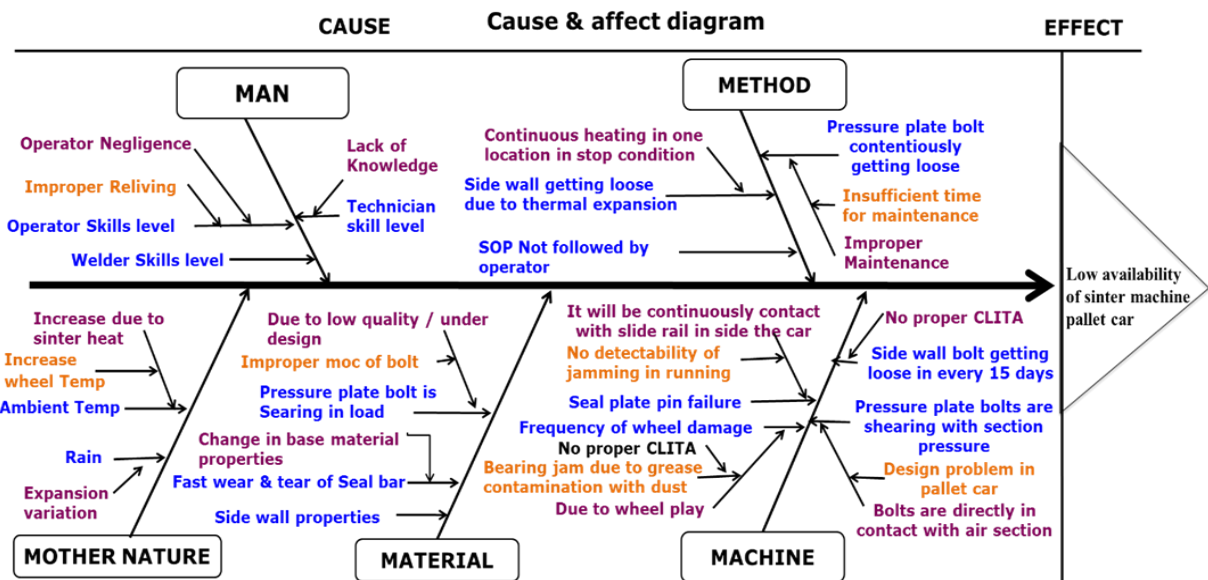 CAUSE
Cause & affect diagram
EFFECT
MAN
Operator Negligence
Improper Reliving
Operator Skills level
Welder Skills level
Lack of
Knowledge
Technician
skill level
METHOD
Continuous heating in one
location in stop condition
Side wall getting loose
due to thermal expansion
SOP Not followed by
operator
Pressure plate bolt
contentiously
getting loose
Insufficient time
for maintenance
Improper
Maintenance
Low availability
of sinter machine
pallet car
Increase due to
sinter heat
Increase
wheel Temp
Ambient Temp
Rain
Expansion
variation
MOTHER NATURE
Due to low quality / under
design
Improper moc of bolt
Pressure plate bolt is
Searing in load
Change in base material
properties
Fast wear & tear of Seal bar
Side wall properties
MATERIAL
It will be continuously contact
with slide rail in side the car
No detectability of
jamming in running
Seal plate pin failure
Frequency of wheel damage
No proper CLITA
Bearing jam due to grease
contamination with dust
Due to wheel play
No proper CLITA
Side wall bolt getting
loose in every 15 days
Pressure plate bolts are
shearing with section
pressure
Design problem in
pallet car
Bolts are directly in
contact with air section
MACHINE